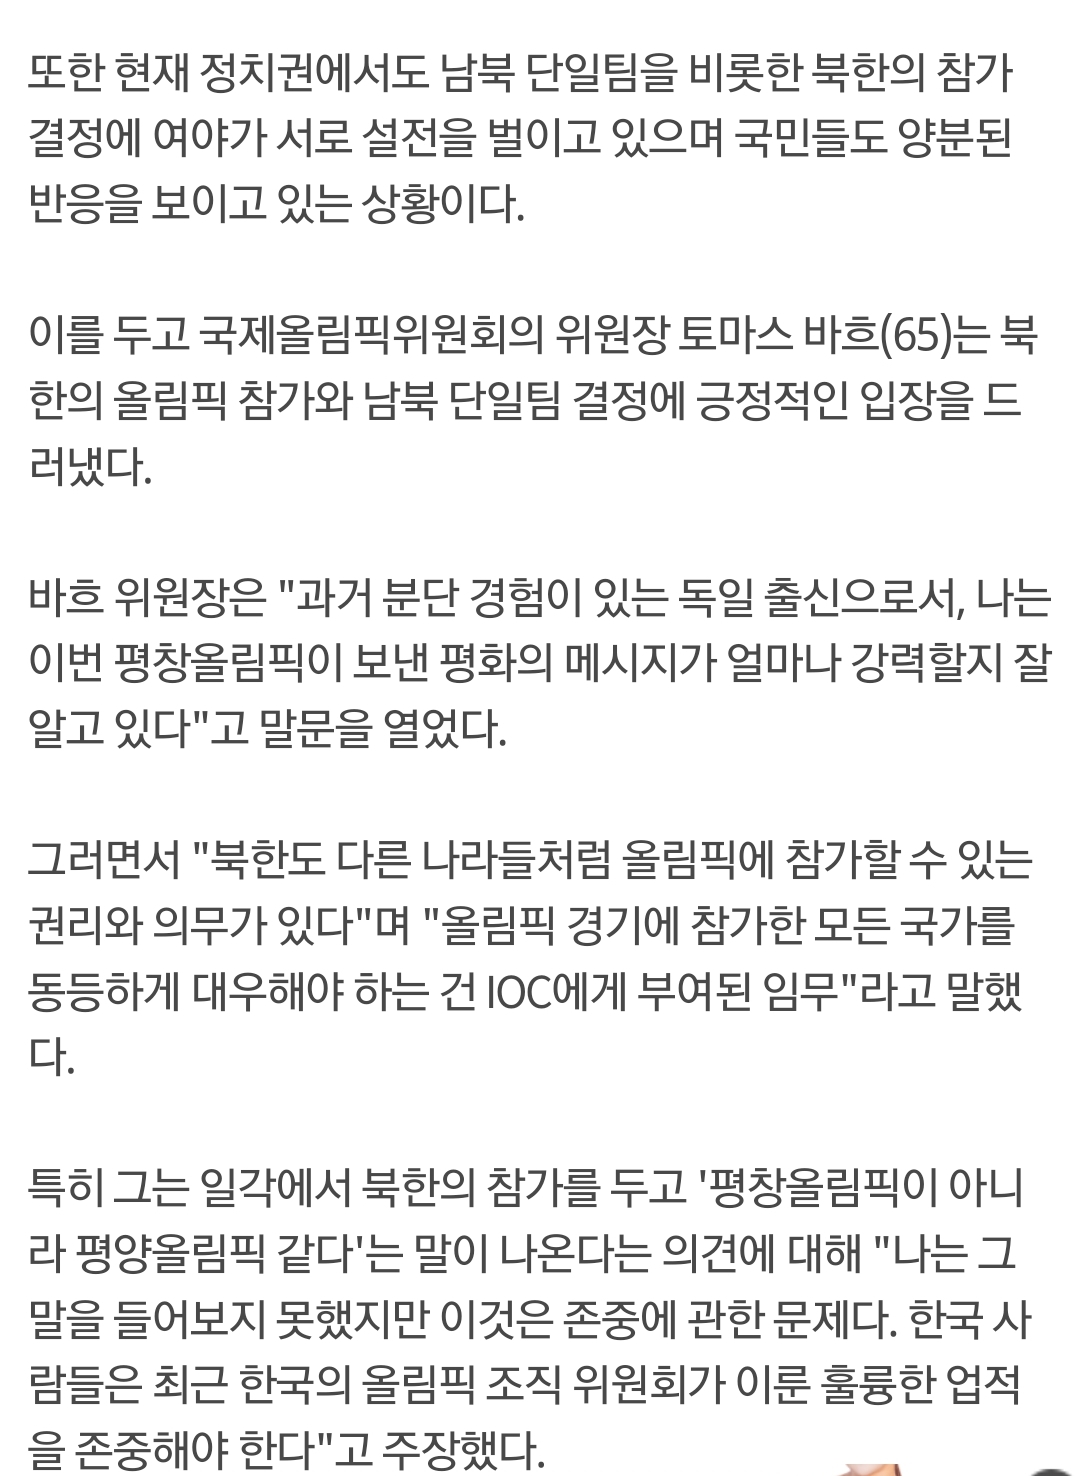 또한 현재 정치권에서도 남북 단일팀을 비롯한 북한의 참가
결정에 여야가 서로 설전을 벌이고 있으며 국민들도 양분된
반응을 보이고 있는 상황이다.
이를 두고 국제올림픽위원회의 위원장 토마스 바흐(65)는 북
한의 올림픽 참가와 남북 단일팀 결정에 긍정적인 입장을 드
러냈다.
바흐 위원장은 "과거 분단 경험이 있는 독일 출신으로서, 나는
이번 평창올림픽이 보낸 평화의 메시지가 얼마나 강력할지 잘
알고 있다"고 말문을 열었다.
그러면서 "북한도 다른 나라들처럼 올림픽에 참가할 수 있는
권리와 의무가 있다"며 "올림픽 경기에 참가한 모든 국가를
동등하게 대우해야 하는 건 IOC에게 부여된 임무"라고 말했
다.
특히 그는 일각에서 북한의 참가를 두고 '평창올림픽이 아니
라 평양올림픽 같다'는 말이 나온다는 의견에 대해 "나는 그
말을 들어보지 못했지만 이것은 존중에 관한 문제다. 한국 사
람들은 최근 한국의 올림픽 조직 위원회가 이룬 훌륭한 업적
을 존중해야 한다"고 주장했다.